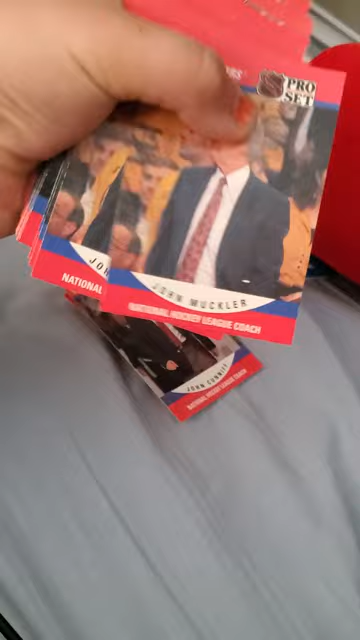 PRO
SET
JOHN MUCKLER
NATIONAL HOCKEY LEAGUE COACH
NATIONAL
JOHN CUNNIFF
NATIONAL HOCKEY LEAGUE COACH